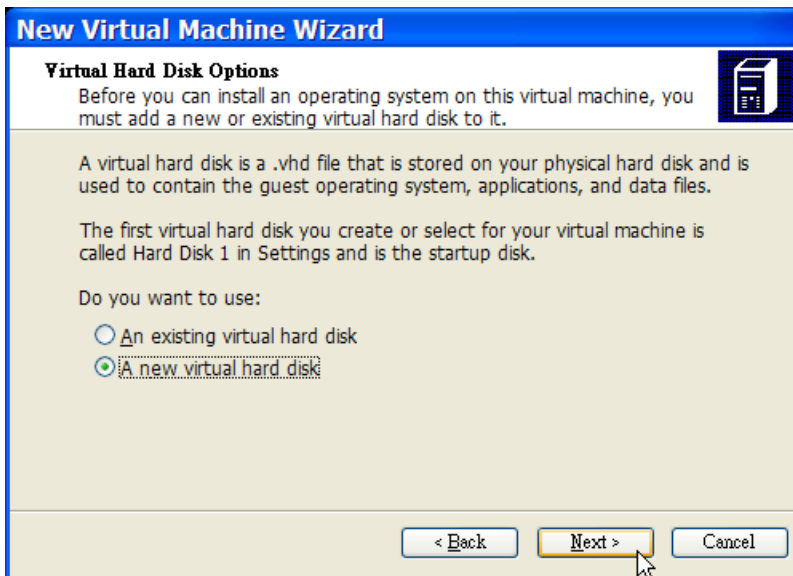 New Virtual Machine Wizard
Virtual Hard Disk Options
Before you can install an operating system on this virtual machine, you
must add a new or existing virtual hard disk to it.
A virtual hard disk is a .vhd file that is stored on your physical hard disk and is
used to contain the guest operating system, applications, and data files.
The first virtual hard disk you create or select for your virtual machine is
called Hard Disk 1 in Settings and is the startup disk.
Do you want to use:
An existing virtual hard disk
A new virtual hard disk
< Back Next > Cancel